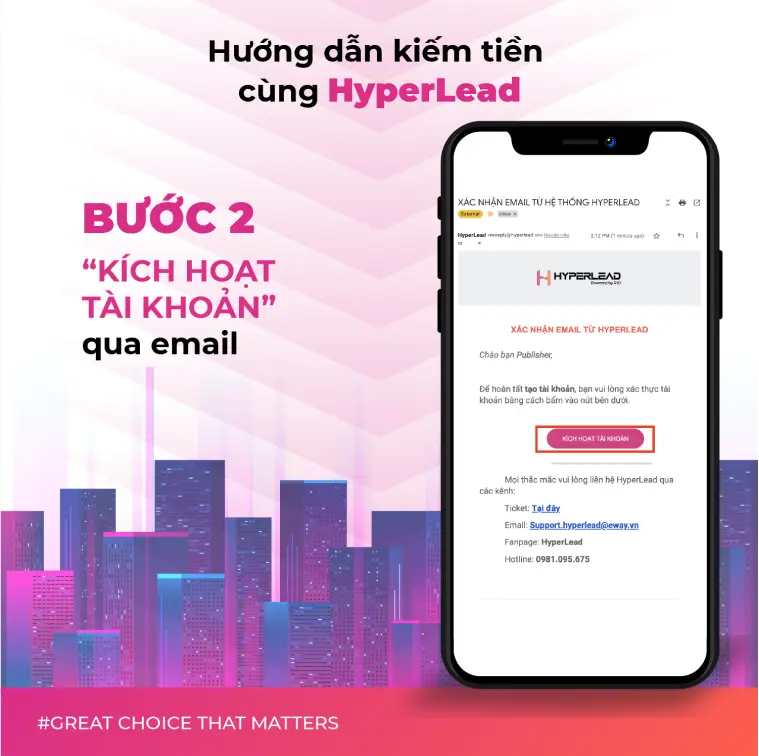 Hướng dẫn kiếm tiền
cùng HyperLead
BƯỚC 2
“KÍCH HOẠT
TÀI KHOẢN”
qua email
XÁC NHẬN EMAIL TỪ HỆ THỐNG HYPERLEAD
External
Inbox ×
HyperLead
2:12 PM (1 minute ago)
to
HYPERLEAD
Powered by
XÁC NHẬN EMAIL TỪ HYPERLEAD
Chào bạn Publisher,
Để hoàn tất tạo tài khoản, bạn vui lòng xác thực tài
khoản bằng cách bấm vào nút bên dưới.
KÍCH HOẠT TÀI KHOẢN
Mọi thắc mắc vui lòng liên hệ HyperLead qua
các kênh:
Ticket: Tại đây
Email: Support.hyperlead@eway.vn
Fanpage: HyperLead
Hotline: 0981.095.675
#GREAT CHOICE THAT MATTERS